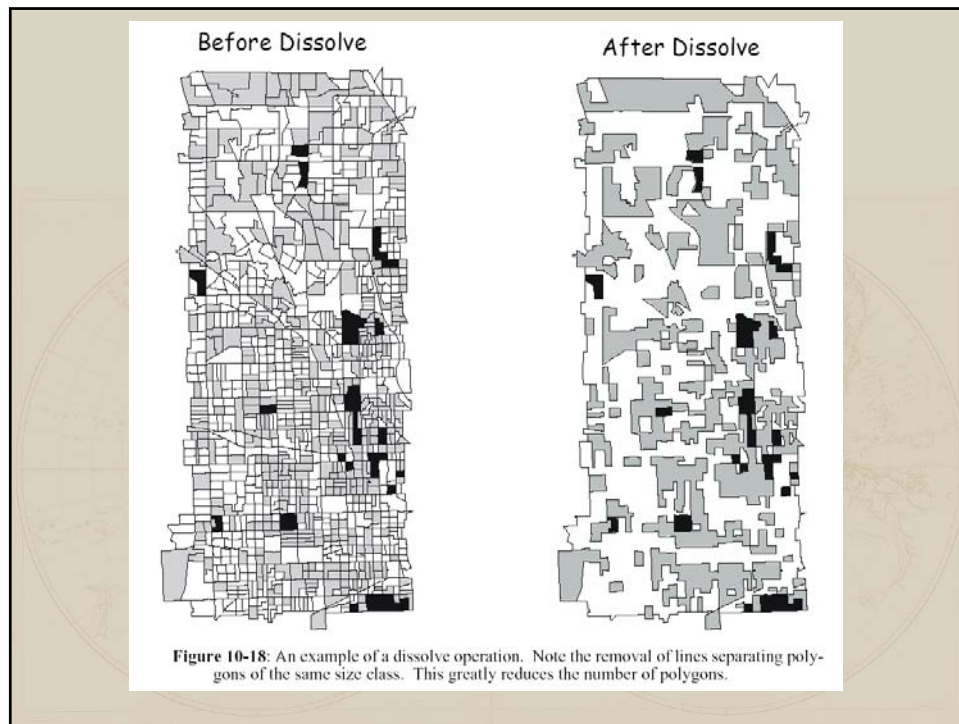 Before Dissolve
After Dissolve
Figure 10-18: An example of a dissolve operation. Note the removal of lines separating poly-
gons of the same size class. This greatly reduces the number of polygons.